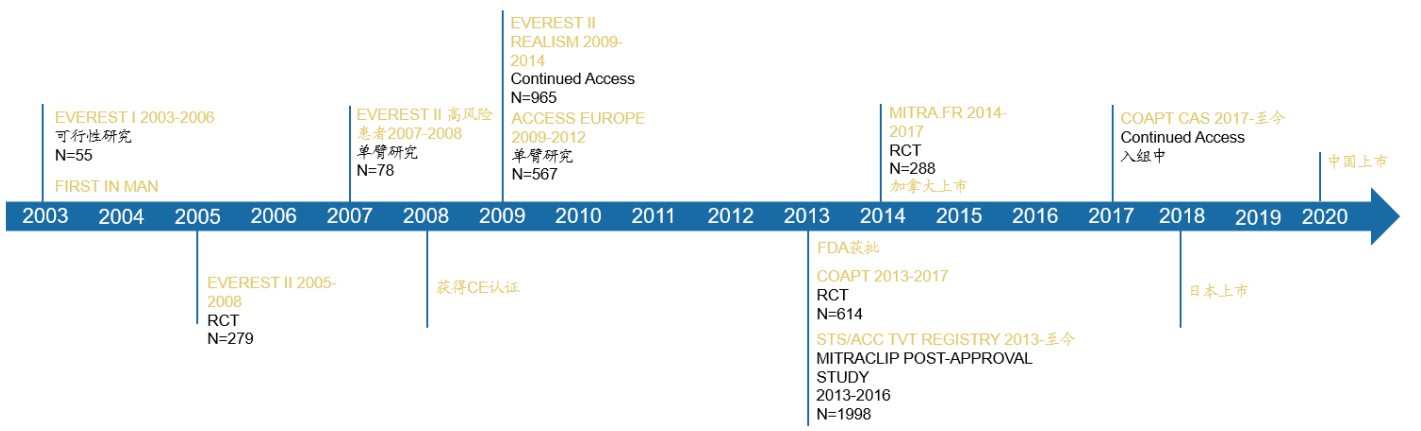 EVEREST I 2003-2006
可行性研究
N=55
FIRST IN MAN
EVEREST II 高风险
患者2007-2008
单臂研究
N=78
EVEREST II
REALISM 2009-
2014
Continued Access
N=965
ACCESS EUROPE
2009-2012
单臂研究
N=567
MITRA.FR 2014-
2017
RCT
N=288
加拿大上市
COAPT CAS 2017-至今
Continued Access
入组中
中国上市
2003 2004 2005 2006 2007 2008 2009 2010 2011 2012 2013 2014 2015 2016 2017 2018 2019 2020
EVEREST II 2005-
2008
RCT
N=279
获得CE认证
FDA获批
COAPT 2013-2017
RCT
N=614
STS/ACC TVT REGISTRY 2013-至今
MITRACLIP POST-APPROVAL
STUDY
2013-2016
N=1998
日本上市